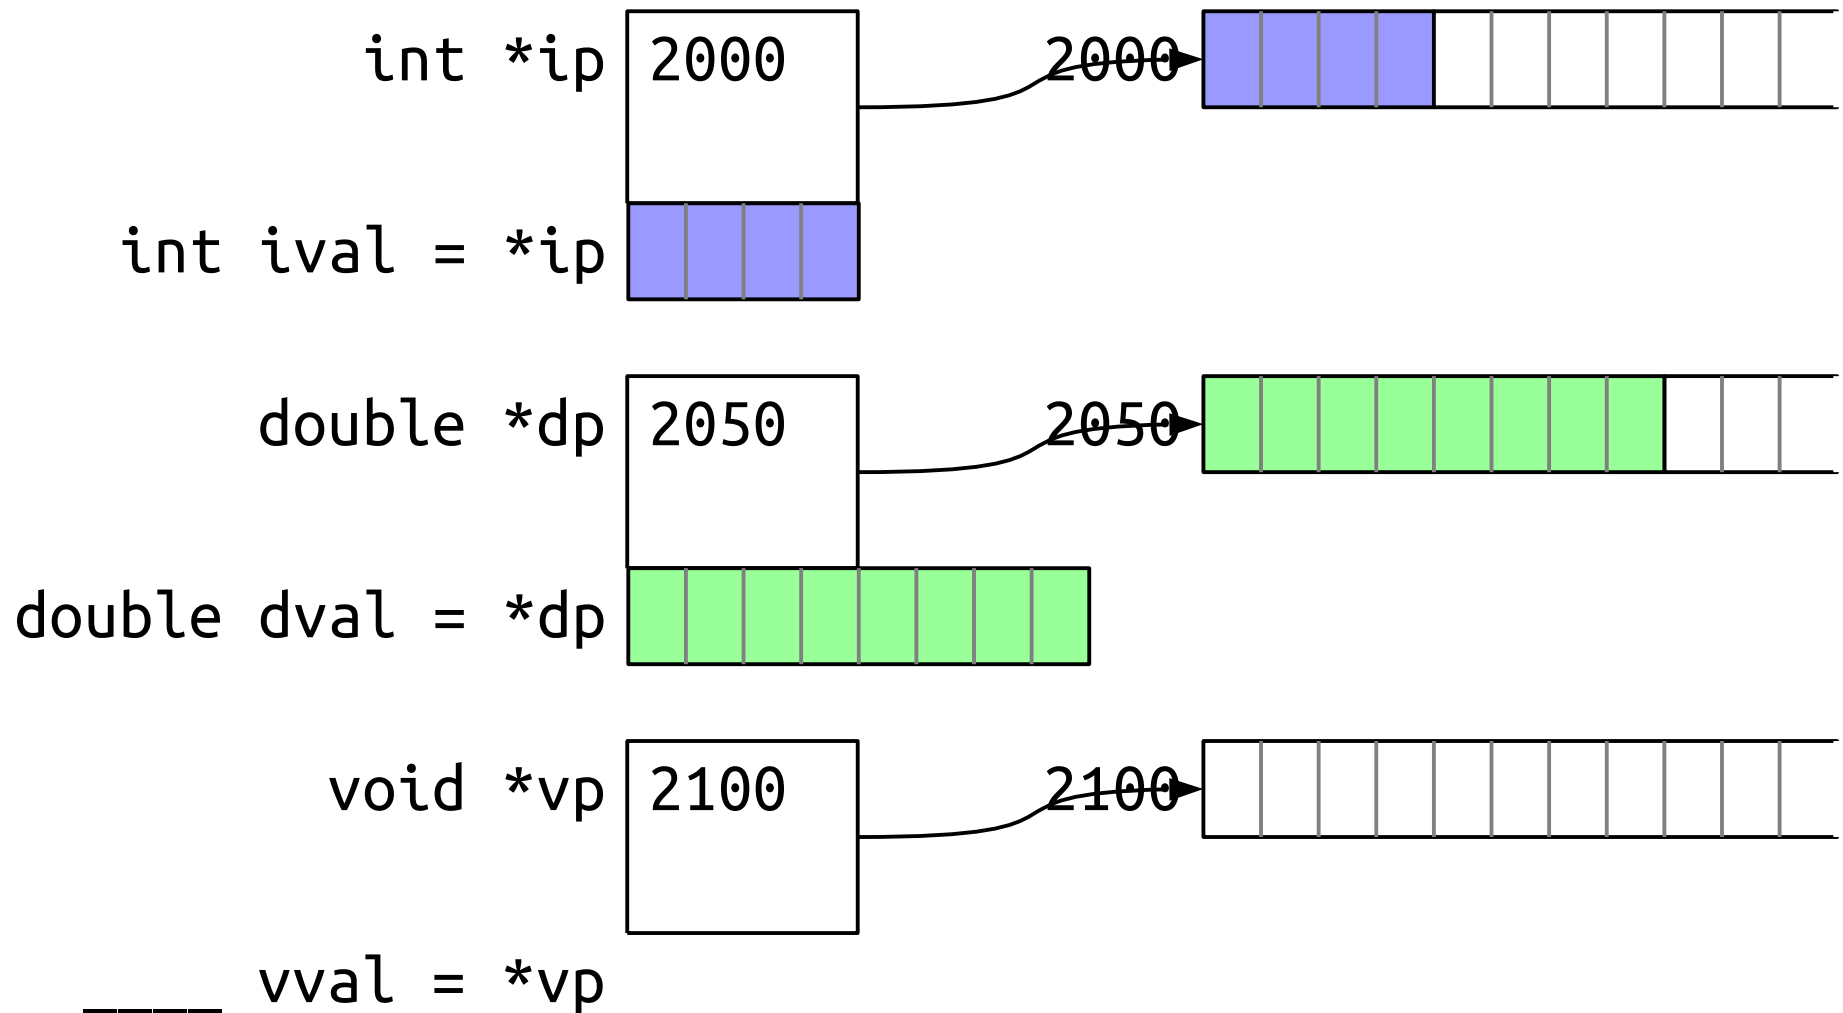 int *ip 2000 2000
int ival = *ip
double *dp 2050 2050
double dval = *dp
void *vp 2100 2100
____ vval = *vp